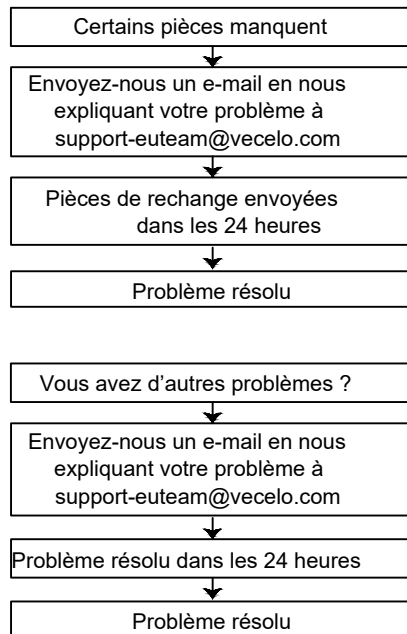 Certains pièces manquent
Envoyez-nous un e-mail en nous
expliquant votre problème à
support-euteam@vecelo.com
Pièces de rechange envoyées
dans les 24 heures
Problème résolu
Vous avez d'autres problèmes ?
Envoyez-nous un e-mail en nous
expliquant votre problème à
support-euteam@vecelo.com
Problème résolu dans les 24 heures
Problème résolu